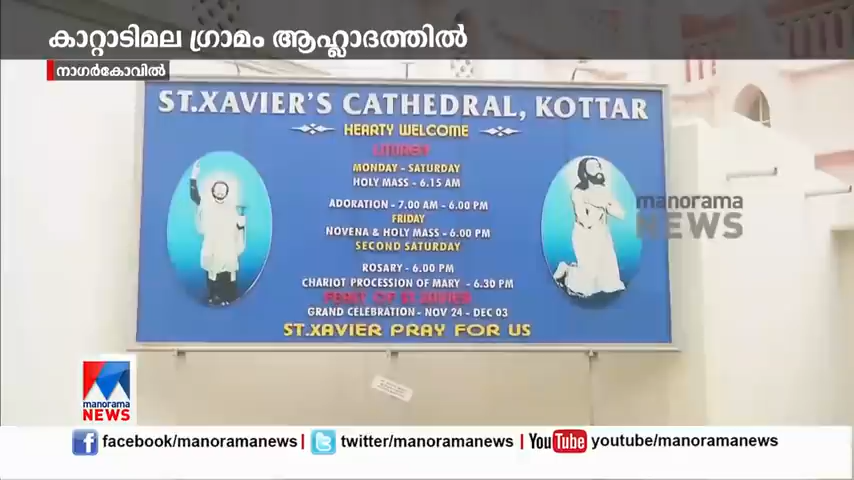 കാറ്റാടിമല ഗ്രാമം ആഹ്ലാദത്തിൽ
നാഗർകോവിൽ
ST.XAVIER'S CATHEDRAL, KOTTAR
HEARTY WELCOME
LITURGY
MONDAY - SATURDAY
HOLY MASS - 6.15 AM
ADORATION - 7.00 AM - 6.00 PM
FRIDAY
NOVENA & HOLY MASS - 6.00 PM
SECOND SATURDAY
ROSARY - 6.00 PM
CHARIOT PROCESSION OF MARY - 6.30 PM
FEAST OF ST.XAVIER
GRAND CELEBRATION - NOV 24 - DEC 03
ST.XAVIER PRAY FOR US
manorama
NEWS
manorama
NEWS
facebook/manoramanews | twitter/manoramanews | YouTube youtube/manoramanews